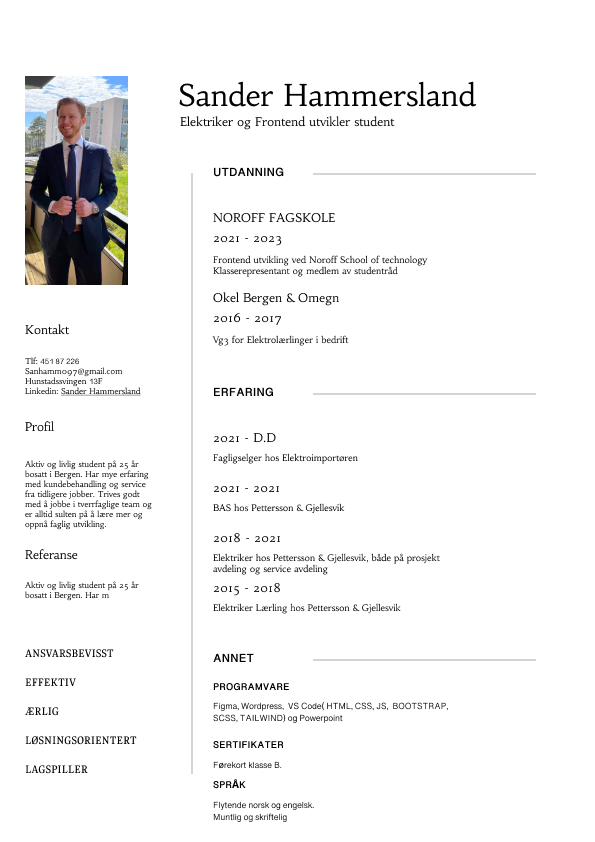 Sander Hammersland
Elektriker og Frontend utvikler student
Kontakt
Tlf: 451 87 226
Sanhamm097@gmail.com
Hunstadssvingen 13F
Linkedin: Sander Hammersland
Profil
Aktiv og livlig student på 25 år
bosatt i Bergen. Har mye erfaring
med kundebehandling og service
fra tidligere jobber. Trives godt
med å jobbe i tverrfaglige team og
er alltid sulten på å lære mer og
oppnå faglig utvikling.
Referanse
Aktiv og livlig student på 25 år
bosatt i Bergen. Har m
ANSVARSBEVISST
EFFEKTIV
ÆRLIG
LØSNINGSORIENTERT
LAGSPILLER
UTDANNING
NOROFF FAGSKOLE
2021 - 2023
Frontend utvikling ved Noroff School of technology
Klasserepresentant og medlem av studentråd
Okel Bergen & Omegn
2016 - 2017
Vg3 for Elektrolærlinger i bedrift
ERFARING
2021 - D.D
Fagligselger hos Elektroimportøren
2021 - 2021
BAS hos Pettersson & Gjellesvik
2018 - 2021
Elektriker hos Pettersson & Gjellesvik, både på prosjekt
avdeling og service avdeling
2015 - 2018
Elektriker Lærling hos Pettersson & Gjellesvik
ANNET
PROGRAMVARE
Figma, Wordpress, VS Code( HTML, CSS, JS, BOOTSTRAP,
SCSS, TAILWIND) og Powerpoint
SERTIFIKATER
Førekort klasse B.
SPRÅK
Flytende norsk og engelsk.
Muntlig og skriftelig